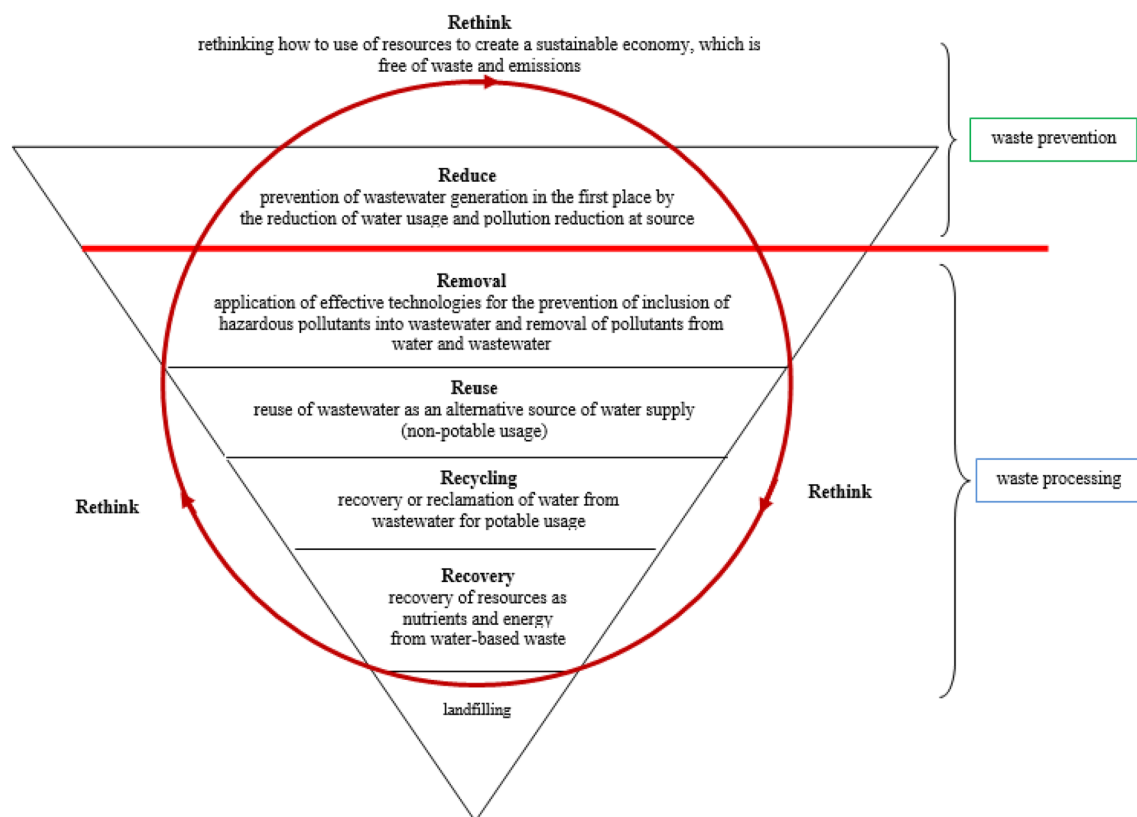 Rethink
rethinking how to use of resources to create a sustainable economy, which is
free of waste and emissions
waste prevention
Reduce
prevention of wastewater generation in the first place by
the reduction of water usage and pollution reduction at source
Removal
application of effective technologies for the prevention of inclusion of
hazardous pollutants into wastewater and removal of pollutants from
water and wastewater
Reuse
reuse of wastewater as an alternative source of water supply
(non-potable usage)
Recycling
recovery or reclamation of water from
wastewater for potable usage
waste processing
Rethink
Rethink
Recovery
recovery of resources as
nutrients and energy
from water-based waste
landfilling